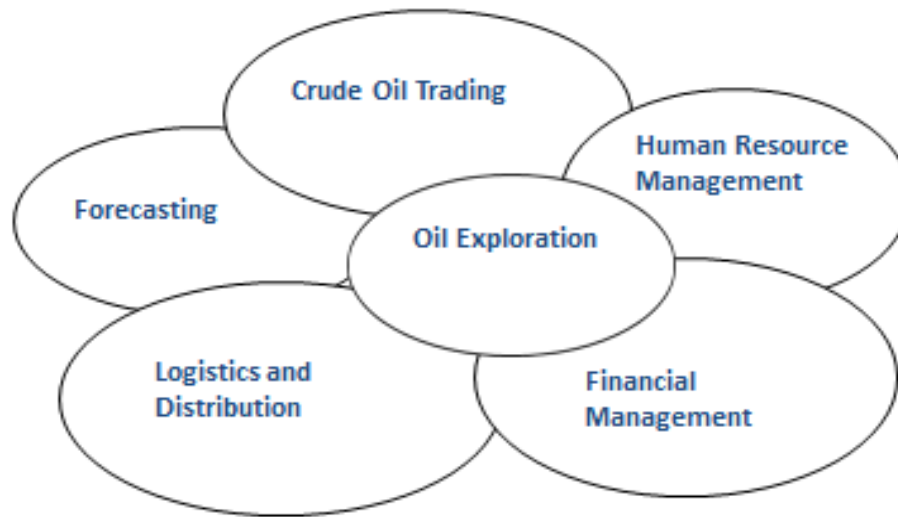 Crude Oil Trading
Human Resource
Management
Forecasting
Oil Exploration
Logistics and
Distribution
Financial
Management